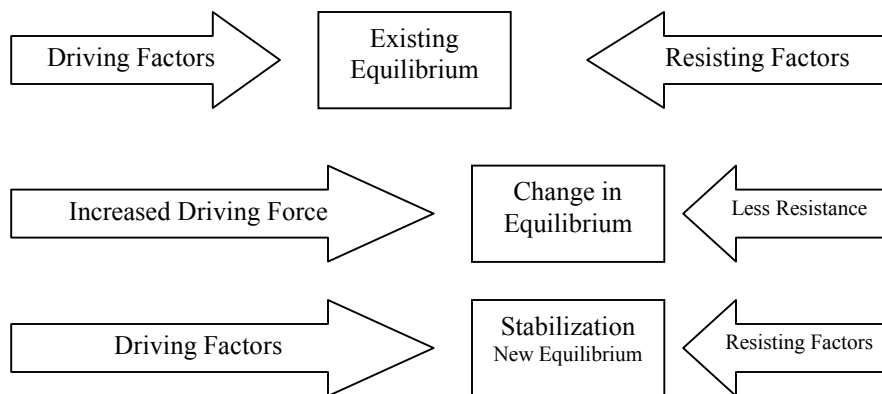 Driving Factors
Existing
Equilibrium
Resisting Factors
Increased Driving Force
Change in
Equilibrium
Less Resistance
Driving Factors
Stabilization
New Equilibrium
Resisting Factors